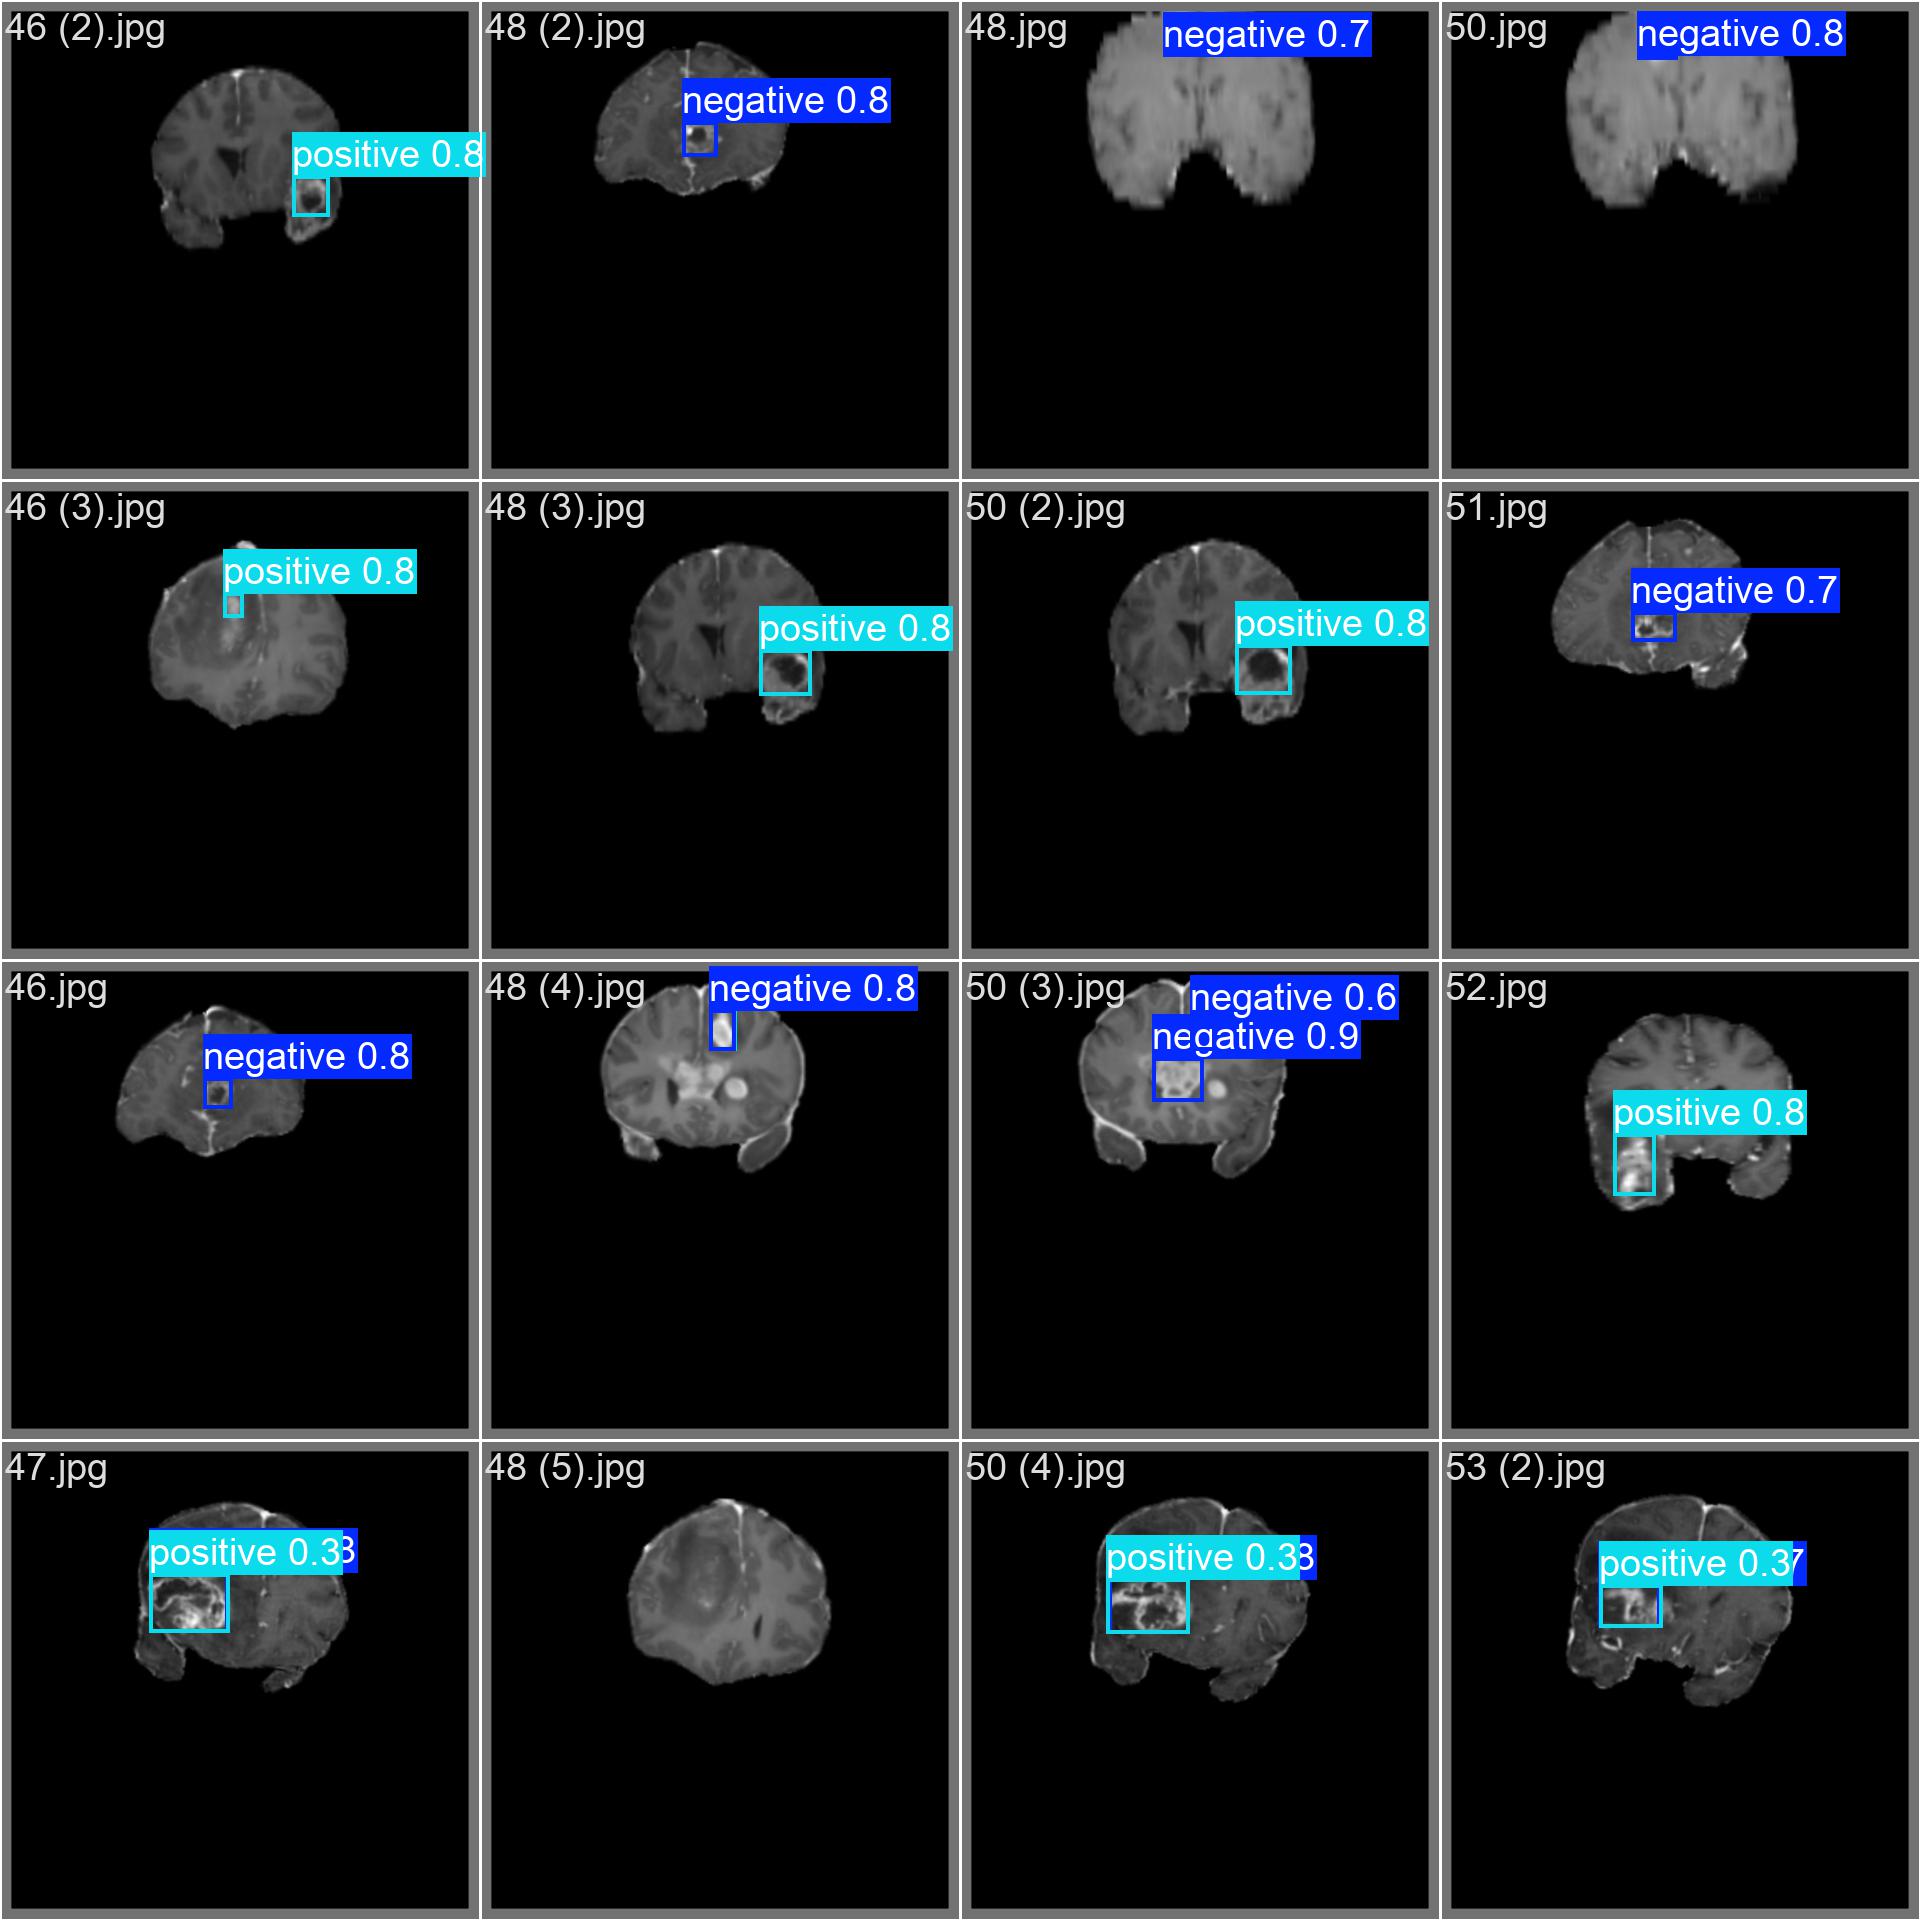 46 (2).jpg
positive 0.8
48 (2).jpg
negative 0.8
48.jpg
negative 0.7
50.jpg
negative 0.8
46 (3).jpg
positive 0.8
48 (3).jpg
positive 0.8
50 (2).jpg
positive 0.8
51.jpg
negative 0.7
46.jpg
negative 0.8
48 (4).jpg
negative 0.8
50 (3).jpg
negative 0.6
negative 0.9
52.jpg
positive 0.8
47.jpg
positive 0.3
48 (5).jpg
50 (4).jpg
positive 0.3
53 (2).jpg
positive 0.3